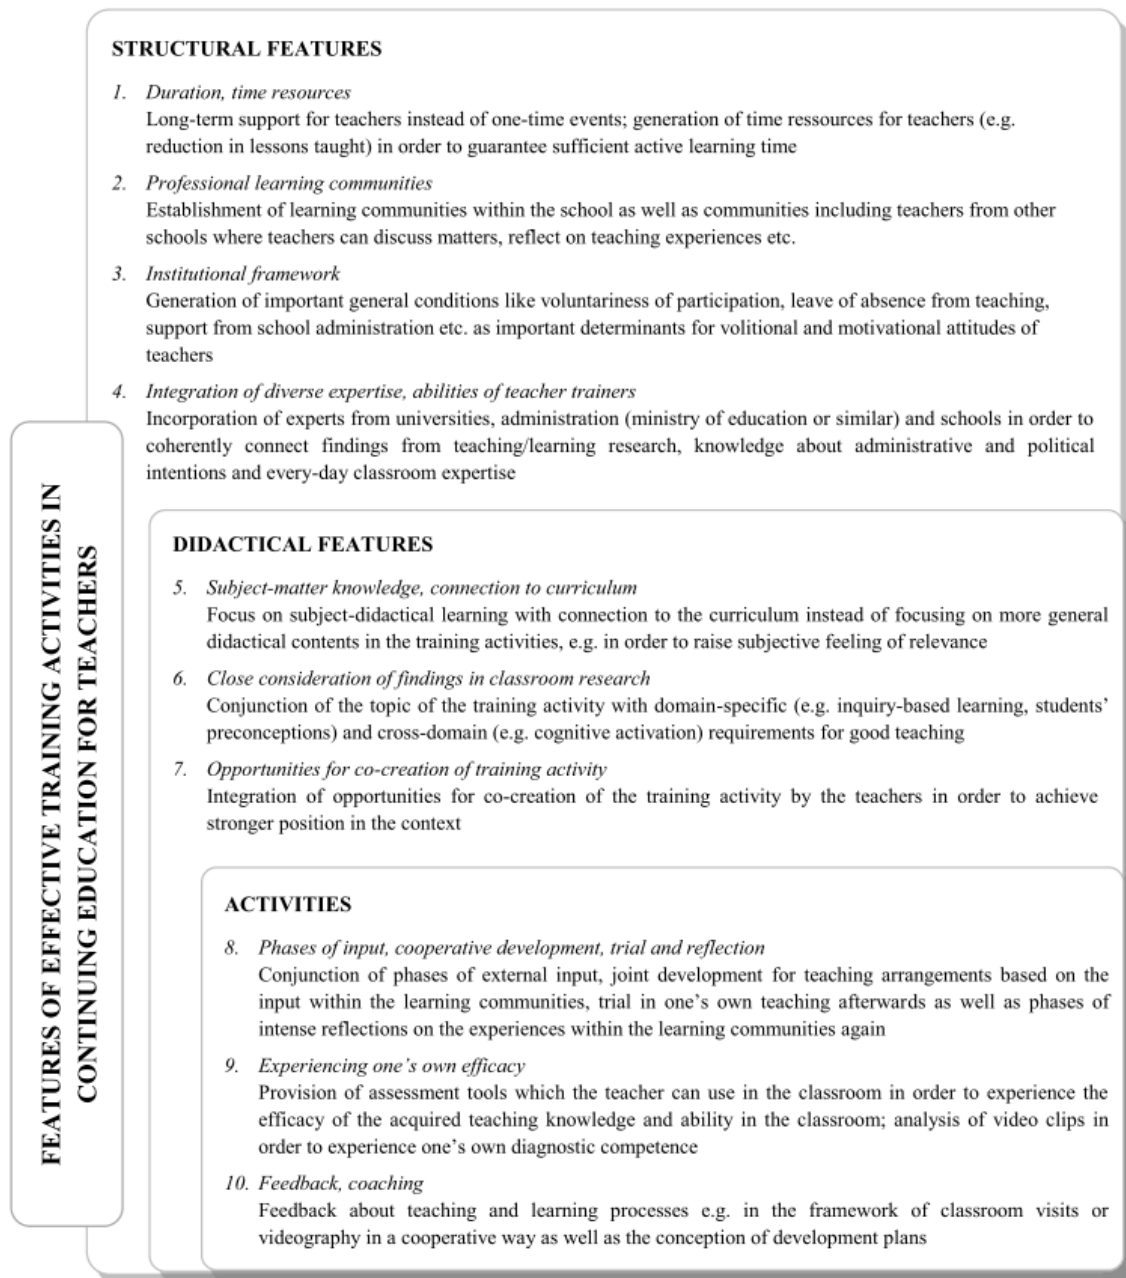 STRUCTURAL FEATURES
1. Duration, time resources
Long-term support for teachers instead of one-time events; generation of time ressources for teachers (e.g.
reduction in lessons taught) in order to guarantee sufficient active learning time
2. Professional learning communities
Establishment of learning communities within the school as well as communities including teachers from other
schools where teachers can discuss matters, reflect on teaching experiences etc.
3. Institutional framework
Generation of important general conditions like voluntariness of participation, leave of absence from teaching,
support from school administration etc. as important determinants for volitional and motivational attitudes of
teachers
4. Integration of diverse expertise, abilities of teacher trainers
Incorporation of experts from universities, administration (ministry of education or similar) and schools in order to
coherently connect findings from teaching/learning research, knowledge about administrative and political
intentions and every-day classroom expertise
FEATURES OF EFFECTIVE TRAINING ACTIVITIES IN
CONTINUING EDUCATION FOR TEACHERS
DIDACTICAL FEATURES
5. Subject-matter knowledge, connection to curriculum
Focus on subject-didactical learning with connection to the curriculum instead of focusing on more general
didactical contents in the training activities, e.g. in order to raise subjective feeling of relevance
6. Close consideration of findings in classroom research
Conjunction of the topic of the training activity with domain-specific (e.g. inquiry-based learning, students’
preconceptions) and cross-domain (e.g. cognitive activation) requirements for good teaching
7. Opportunities for co-creation of training activity
Integration of opportunities for co-creation of the training activity by the teachers in order to achieve
stronger position in the context
ACTIVITIES
8. Phases of input, cooperative development, trial and reflection
Conjunction of phases of external input, joint development for teaching arrangements based on the
input within the learning communities, trial in one’s own teaching afterwards as well as phases of
intense reflections on the experiences within the learning communities again
9. Experiencing one’s own efficacy
Provision of assessment tools which the teacher can use in the classroom in order to experience the
efficacy of the acquired teaching knowledge and ability in the classroom; analysis of video clips in
order to experience one’s own diagnostic competence
10. Feedback, coaching
Feedback about teaching and learning processes e.g. in the framework of classroom visits or
videography in a cooperative way as well as the conception of development plans